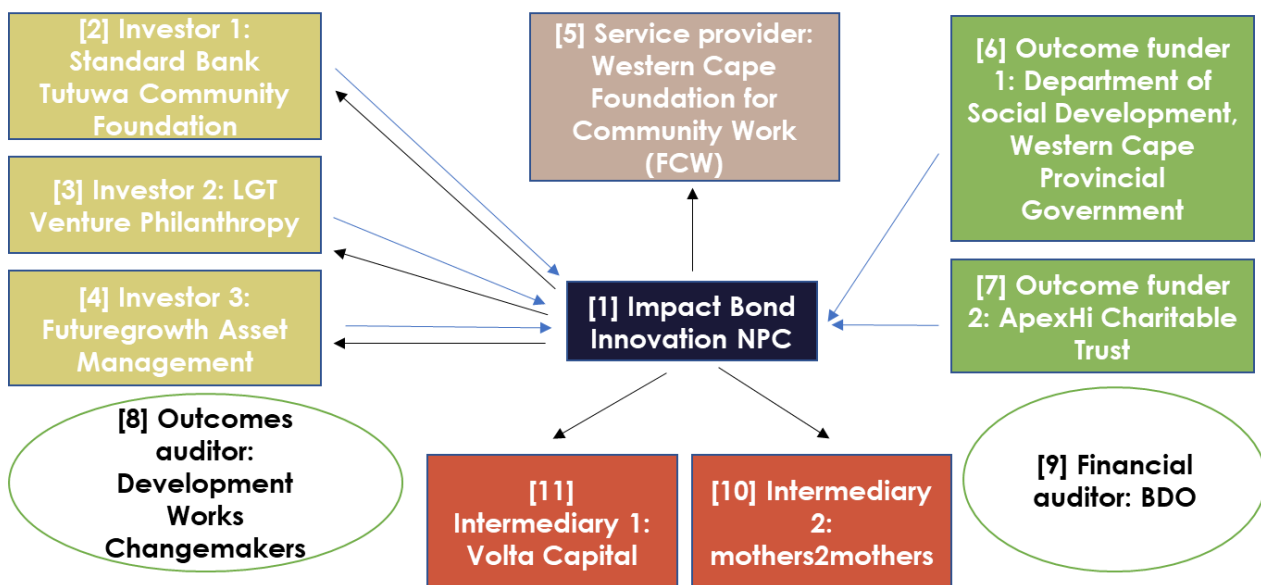 [2] Investor 1:
Standard Bank
Tutuwa Community
Foundation
[3] Investor 2: LGT
Venture Philanthropy
[4] Investor 3:
Futuregrowth Asset
Management
[8] Outcomes
auditor:
Development
Works
Changemakers
[5] Service provider:
Western Cape
Foundation for
Community Work
(FCW)
[1] Impact Bond
Innovation NPC
[11]
Intermediary 1:
Volta Capital
[10] Intermediary
2:
mothers2mothers
[6] Outcome funder
1: Department of
Social Development,
Western Cape
Provincial
Government
[7] Outcome funder
2: ApexHi Charitable
Trust
[9] Financial
auditor: BDO